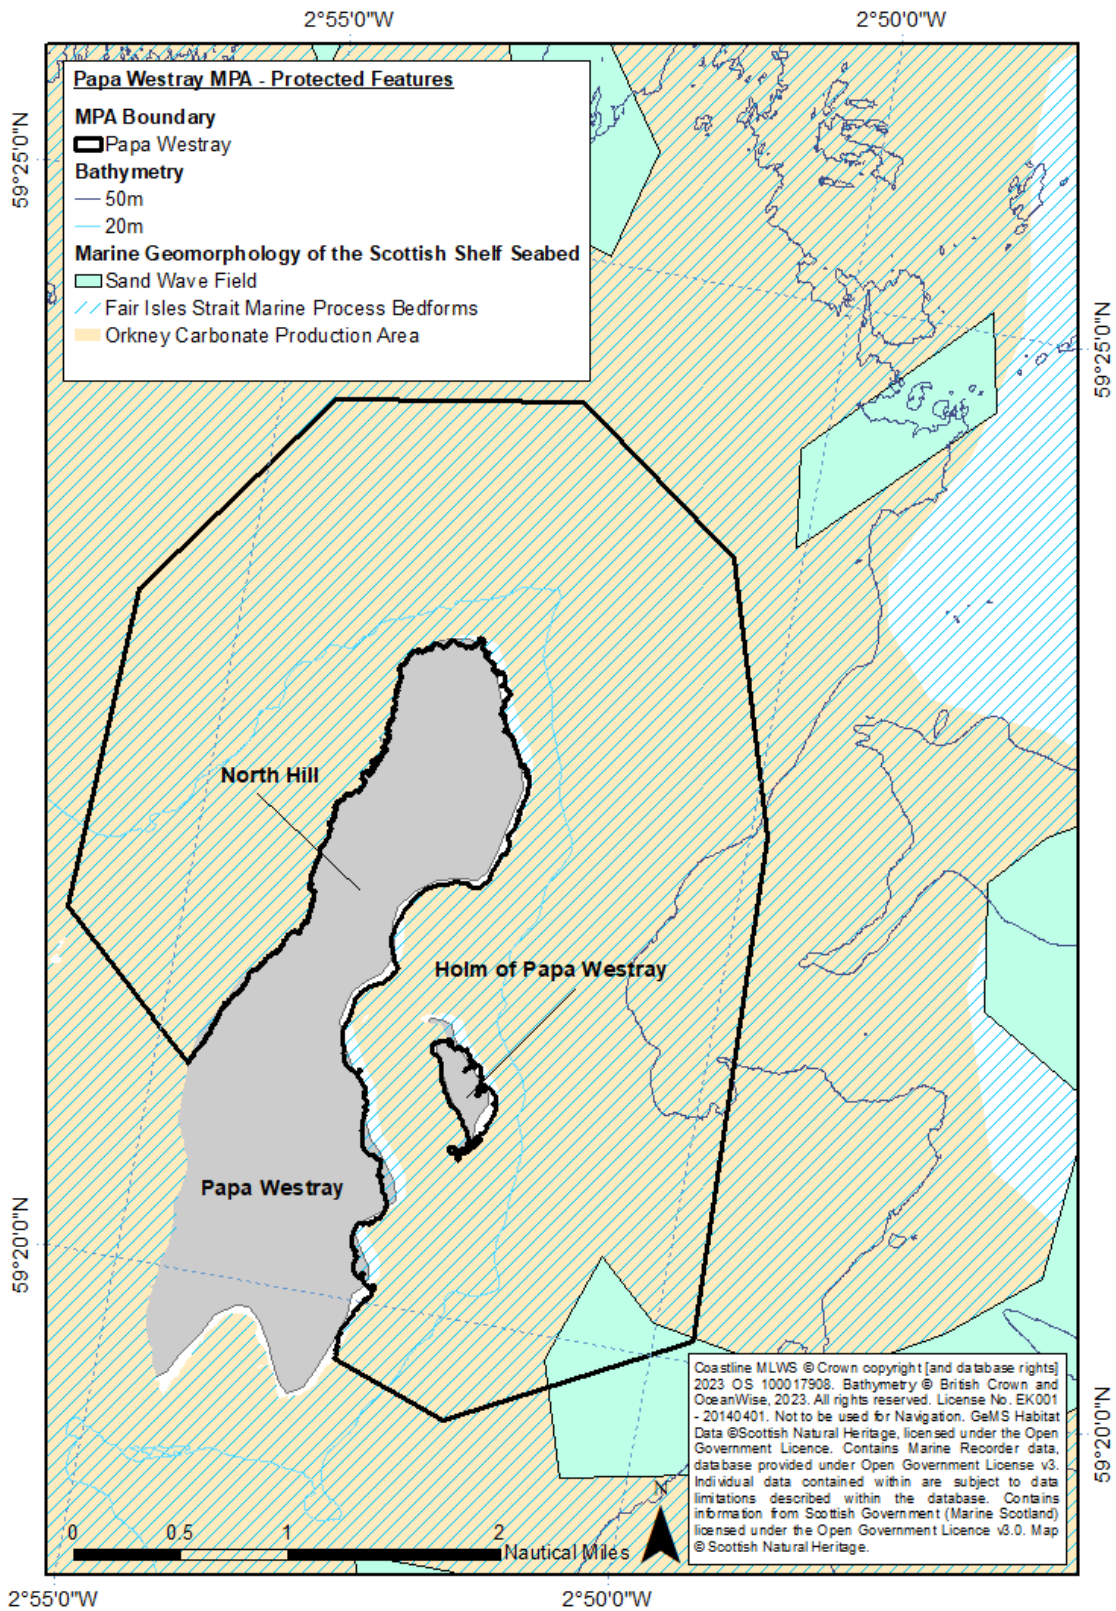 2°55'0"W
2°50'0"W
59°25'0"N
Papa Westray MPA - Protected Features
MPA Boundary
Papa Westray
Bathymetry
50m
20m
Marine Geomorphology of the Scottish Shelf Seabed
Sand Wave Field
Fair Isles Strait Marine Process Bedforms
Orkney Carbonate Production Area
59°25'0"N
North Hill
Holm of Papa Westray
Papa Westray
59°20'0"N
Coastline MLWS © Crown copyright [and database rights]
2023 OS 100017908. Bathymetry © British Crown and
OceanWise, 2023. All rights reserved. License No. EK001
- 20140401. Not to be used for Navigation. GeMS Habitat
Data ©Scottish Natural Heritage, licensed under the Open
Government Licence. Contains Marine Recorder data,
database provided under Open Government License v3.
Individual data contained within are subject to data
limitations described within the database. Contains
information from Scottish Government (Marine Scotland)
licensed under the Open Government Licence v3.0. Map
© Scottish Natural Heritage.
59°20'0"N
N
0 0.5 1 2
Nautical Miles
2°55'0"W
2°50'0"W